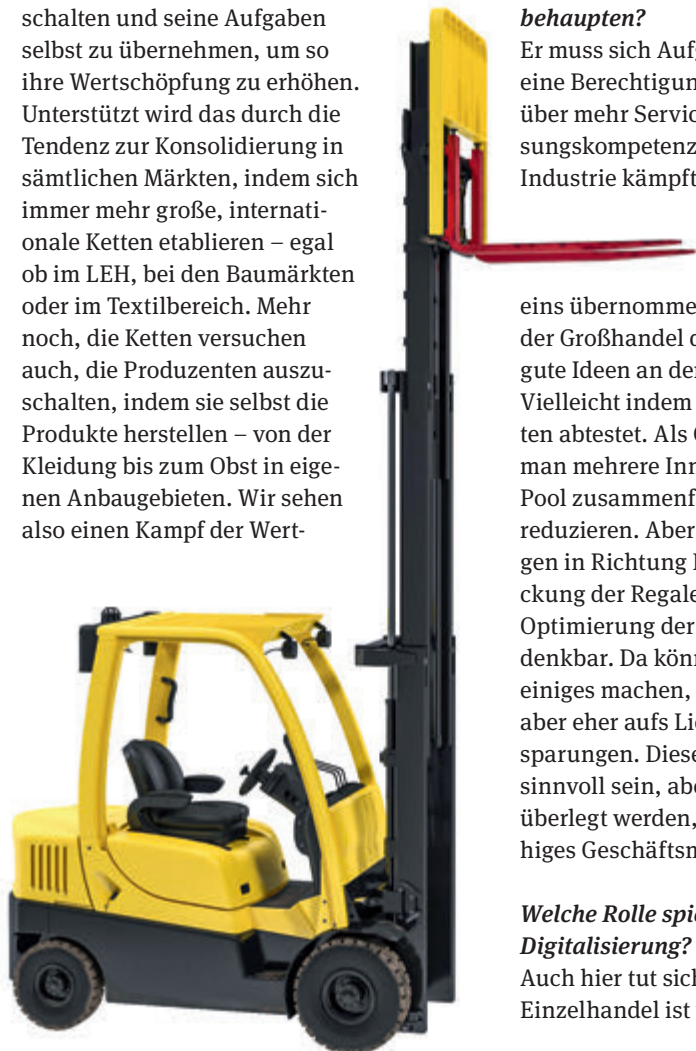 schalten und seine Aufgaben
selbst zu übernehmen, um so
ihre Wertschöpfung zu erhöhen.
Unterstützt wird das durch die
Tendenz zur Konsolidierung in
sämtlichen Märkten, indem sich
immer mehr große, internati-
onale Ketten etablieren – egal
ob im LEH, bei den Baumärkten
oder im Textilbereich. Mehr
noch, die Ketten versuchen
auch, die Produzenten auszu-
schalten, indem sie selbst die
Produkte herstellen – von der
Kleidung bis zum Obst in eige-
nen Anbaugebieten. Wir sehen
also einen Kampf der Wert-
behaupten?
Er muss sich Aufg
eine Berechtigun
über mehr Servic
sungskompetenz
Industrie kämpft
eins übernomme
der Großhandel d
gute Ideen an der
Vielleicht indem
ten abtestet. Als
man mehrere Inn
Pool zusammenf
reduzieren. Aber
gen in Richtung
ckung der Regale
Optimierung der
denkbar. Da könn
einiges machen,
aber eher aufs Lie
sparungen. Diese
sinnvoll sein, abe
überlegt werden,
higes Geschäftsm
Welche Rolle spie
Digitalisierung?
Auch hier tut sich
Einzelhandel ist